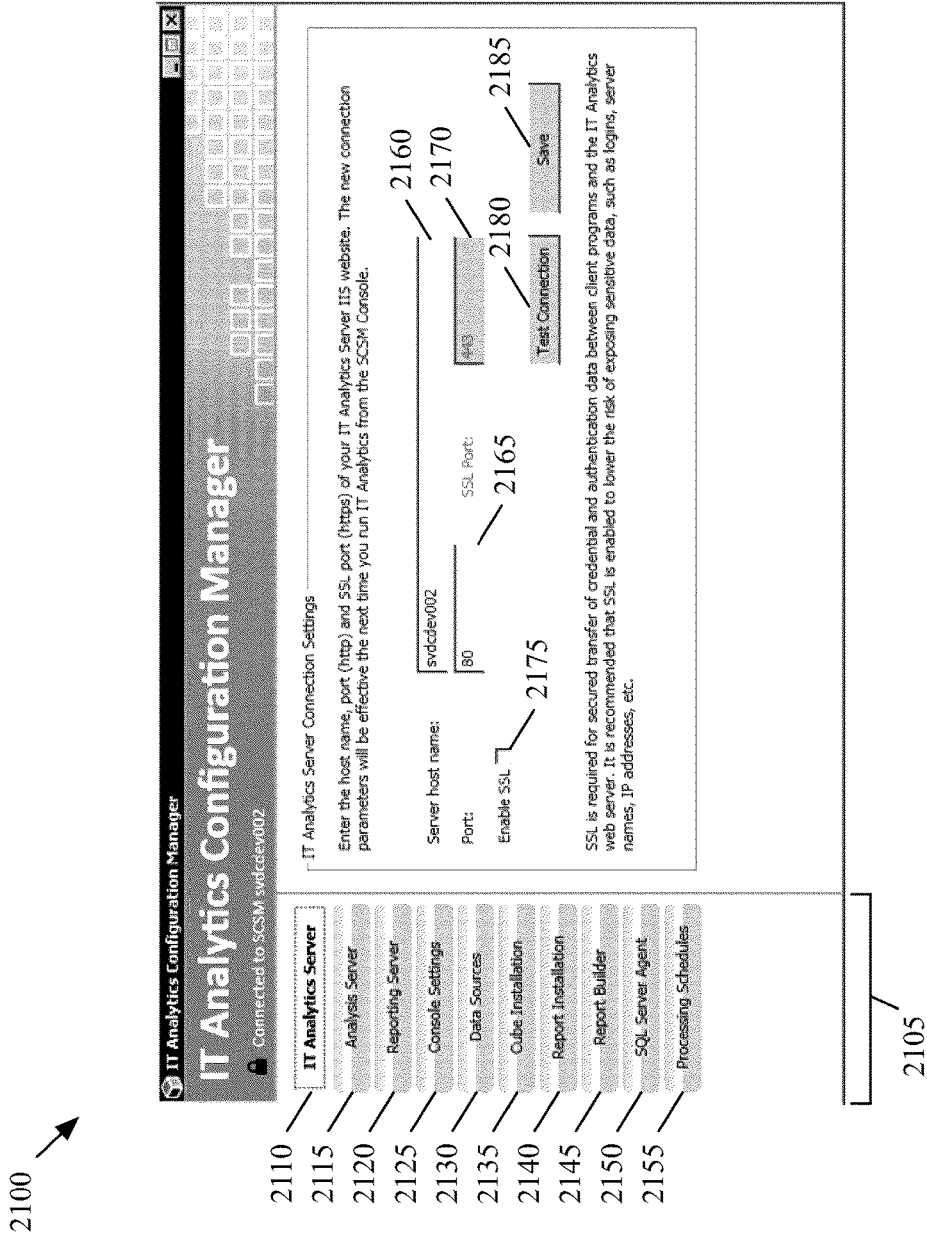 2100
IT Analytics Configuration Manager
IT Analytics Configuration Manager
Connected to SCSM svdcdev002
2110
IT Analytics Server
2115
Analysis Server
2120
Reporting Server
2125
Console Settings
2130
Data Sources
2135
Cube Installation
2140
Report Installation
2145
Report Builder
2150
SQL Server Agent
2155
Processing Schedules
2105
IT Analytics Server Connection Settings
Enter the host name, port (http) and SSL port (https) of your IT Analytics Server IIS website. The new connection
parameters will be effective the next time you run IT Analytics from the SCSM Console.
Server host name:
svdcdev002
2160
Port:
80
SSL Port:
443
2170
2165
Enable SSL
2175
Test Connection
2180
Save
2185
SSL is required for secured transfer of credential and authentication data between client programs and the IT Analytics
web server. It is recommended that SSL is enabled to lower the risk of exposing sensitive data, such as logins, server
names, IP addresses, etc.